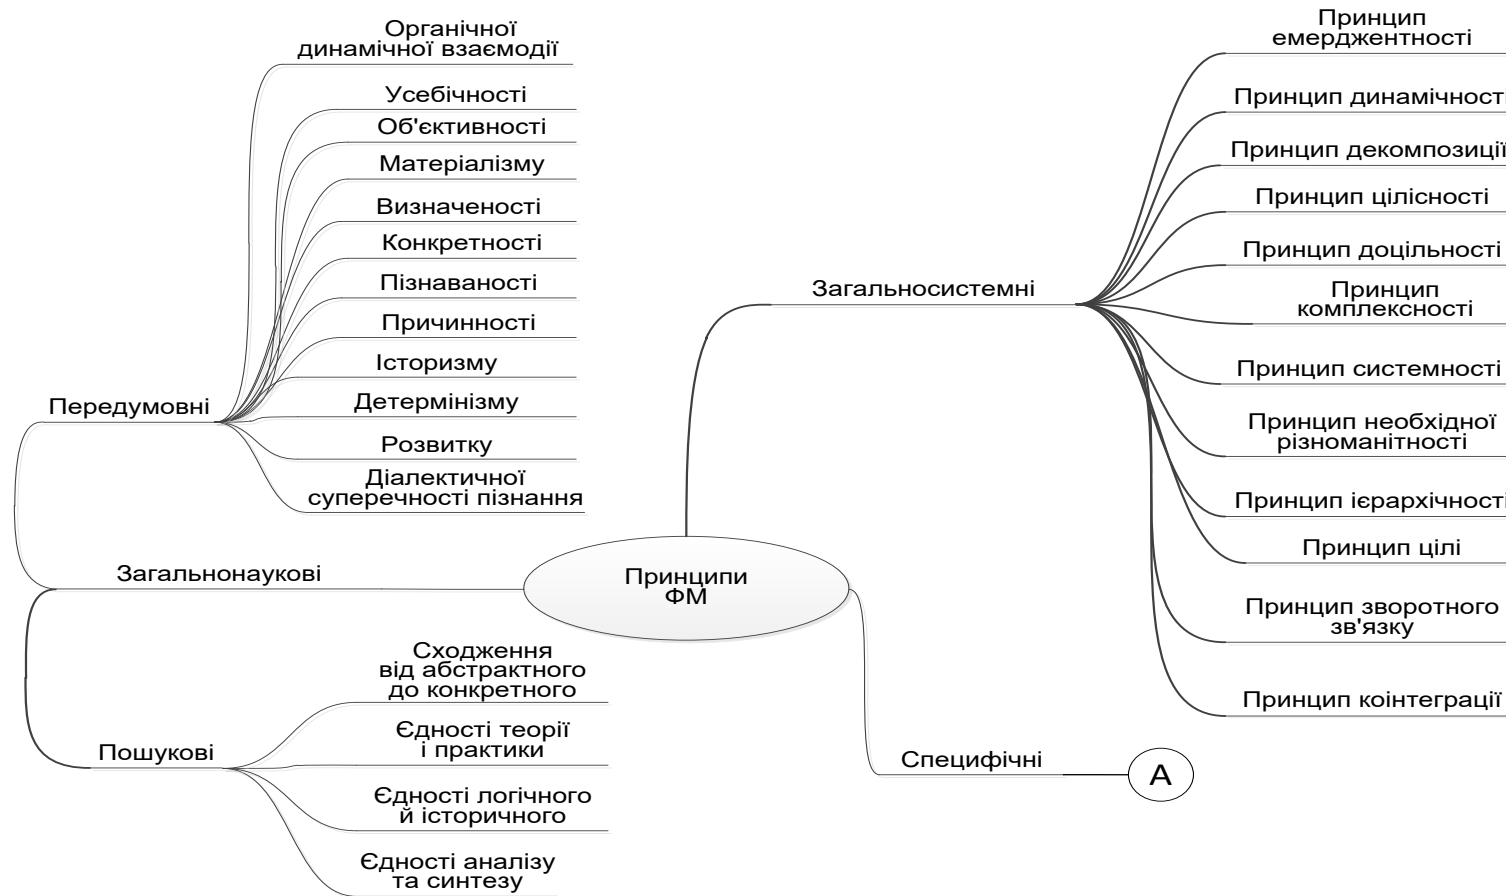 Органічної
динамічної взаємодії
Усебічності
Об'єктивності
Матеріалізму
Визначеності
Конкретності
Пізнаваності
Причинності
Історизму
Детермінізму
Розвитку
Діалектичної
суперечності пізнання
Передумовні
Загальнонаукові
Пошукові
Сходження
від абстрактного
до конкретного
Єдності теорії
і практики
Єдності логічного
й історичного
Єдності аналізу
та синтезу
Принципи
ФМ
Загальносистемні
Принцип
емерджентності
Принцип динамічності
Принцип декомпозиції
Принцип цілісності
Принцип доцільності
Принцип
комплексності
Принцип системності
Принцип необхідної
різноманітності
Принцип ієрархічності
Принцип цілі
Принцип зворотного
зв'язку
Принцип коінтеграції
Специфічні
А